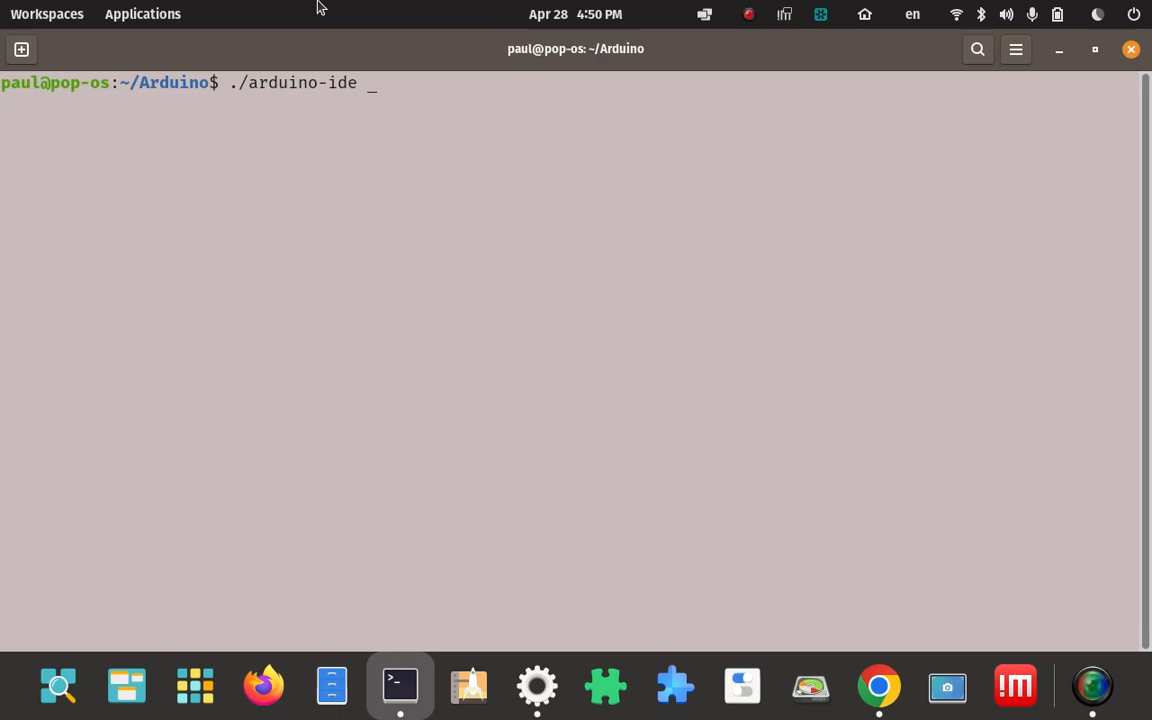 Workspaces Applications Apr 28 4:50 PM en
paul@pop-os: ~/Arduino
paul@pop-os:~/Arduino$ ./arduino-ide _
>_
!M